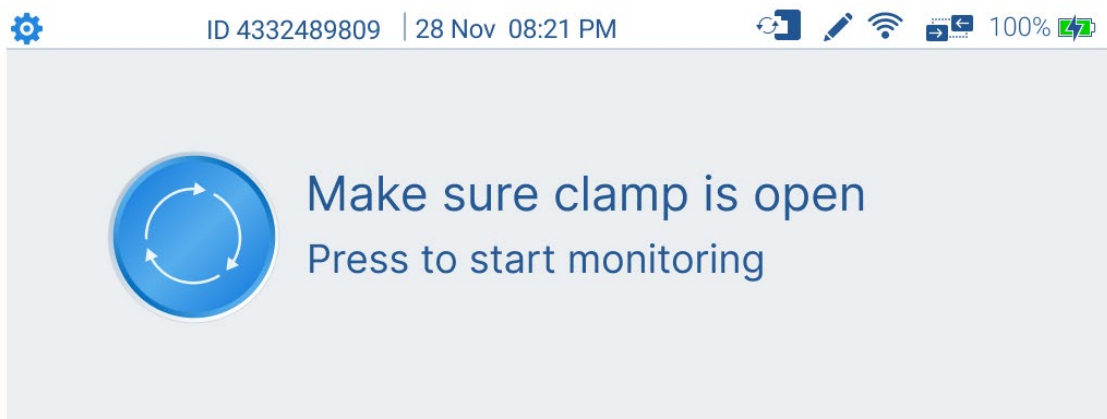 ID 4332489809 28 Nov 08:21 PM 100%
Make sure clamp is open
Press to start monitoring